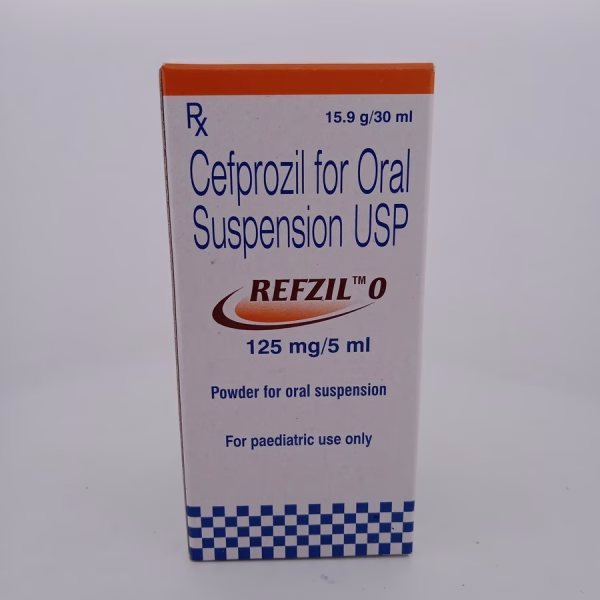 Rx
15.9 g/30 ml
Cefprozil for Oral
Suspension USP
REFZIL™ O
125 mg/5 ml
Powder for oral suspension
For paediatric use only